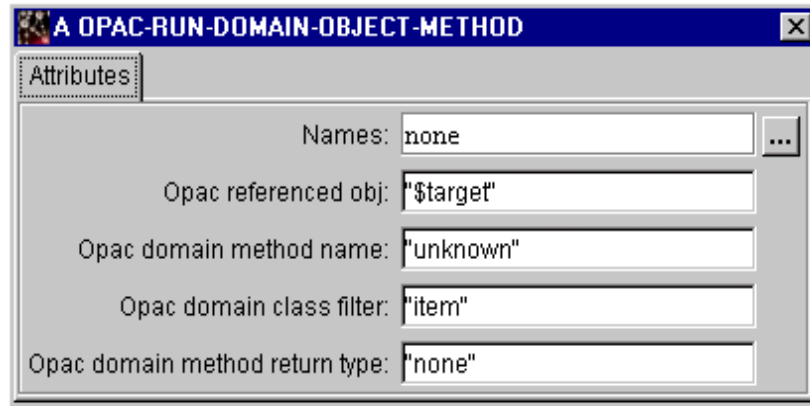 A OPAC-RUN-DOMAIN-OBJECT-METHOD
Attributes
Names: none ...
Opac referenced obj: "$target"
Opac domain method name: "unknown"
Opac domain class filter: "item"
Opac domain method return type: "none"